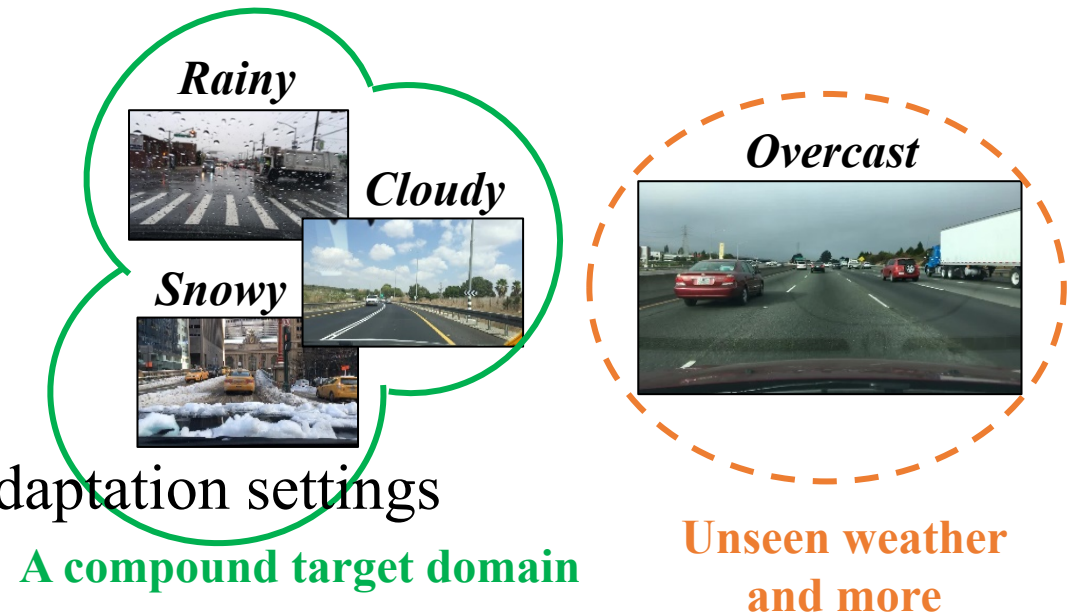 Rainy
Cloudy
Snowy
Overcast
daptation settings
A compound target domain
Unseen weather
and more